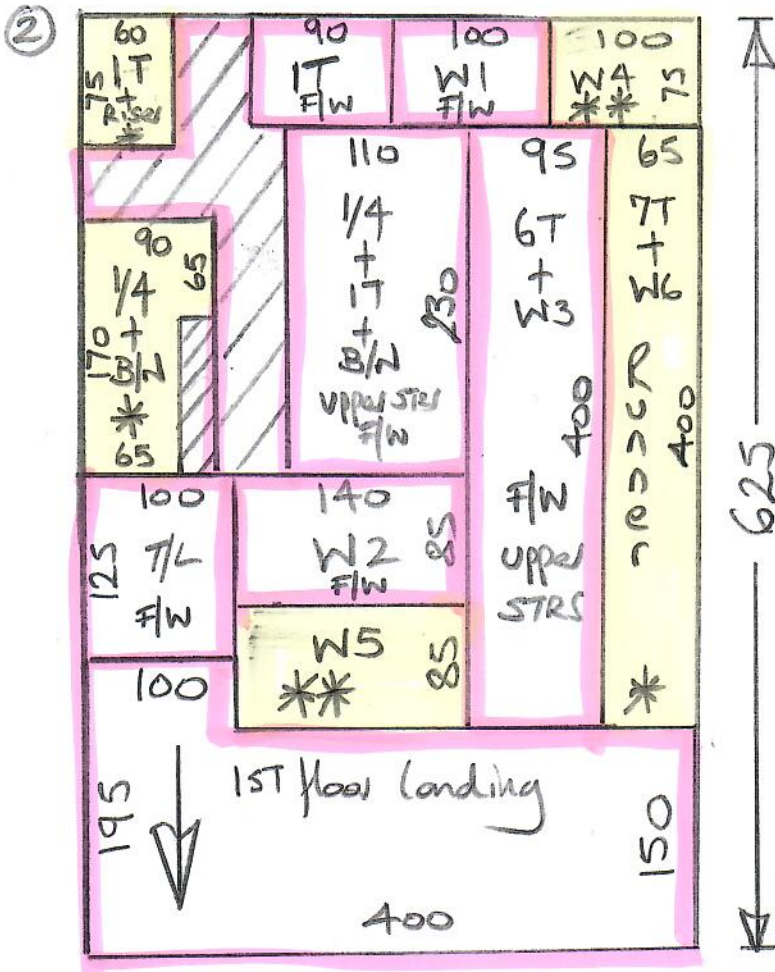 ②
60
75
1T
+
Riser
*
90
1T
F/W
100
W1
F/W
100
W4
**
75
110
1/4
+
1T
+
B/N
upper STRS
F/W
230
95
6T
+
W3
400
F/W
upper
STRS
65
7T
+
W6
Runner
400
*
90
65
1/4
+
B/N
*
170
65
100
125
T/L
F/W
140
W2
F/W
85
W5
**
85
100
195
1ST floor landing
150
400
625